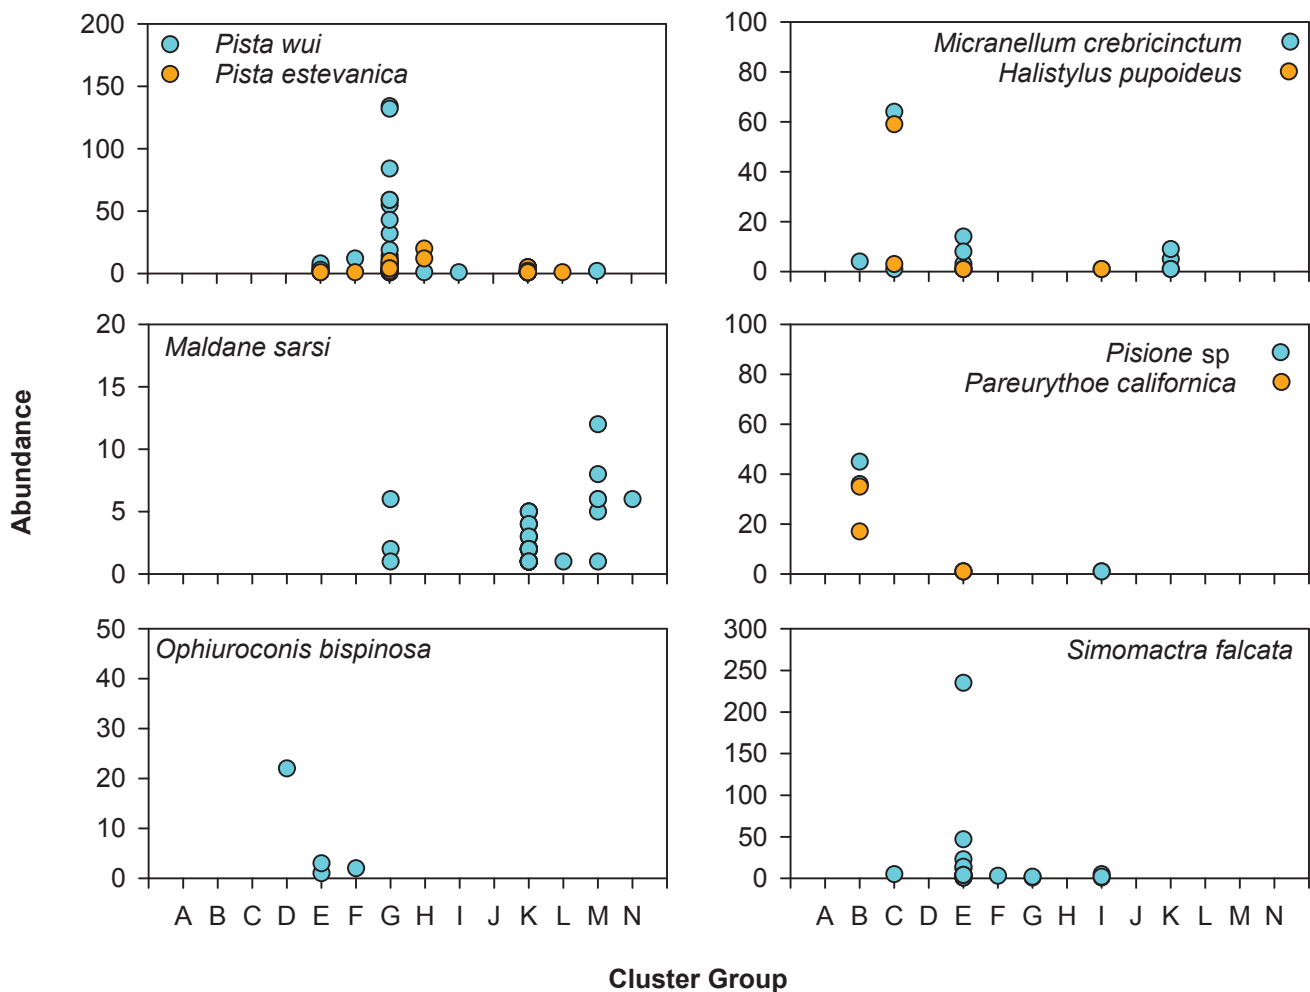 Abundance
200
150
100
50
0
Pista wui
Pista estevanica
100
80
60
40
20
0
Micranellum crebricinctum
Halistylus pupoideus
20
15
10
5
0
Maldane sarsi
100
80
60
40
20
0
Pisione sp
Pareurythoe californica
50
40
30
20
10
0
Ophiuroconis bispinosa
A B C D E F G H I J K L M N
300
250
200
150
100
50
0
Simomactra falcata
A B C D E F G H I J K L M N
Cluster Group